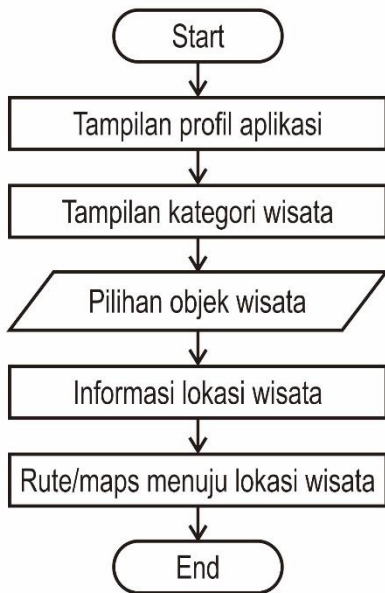 Start
Tampilan profil aplikasi
Tampilan kategori wisata
Pilihan objek wisata
Informasi lokasi wisata
Rute/maps menuju lokasi wisata
End